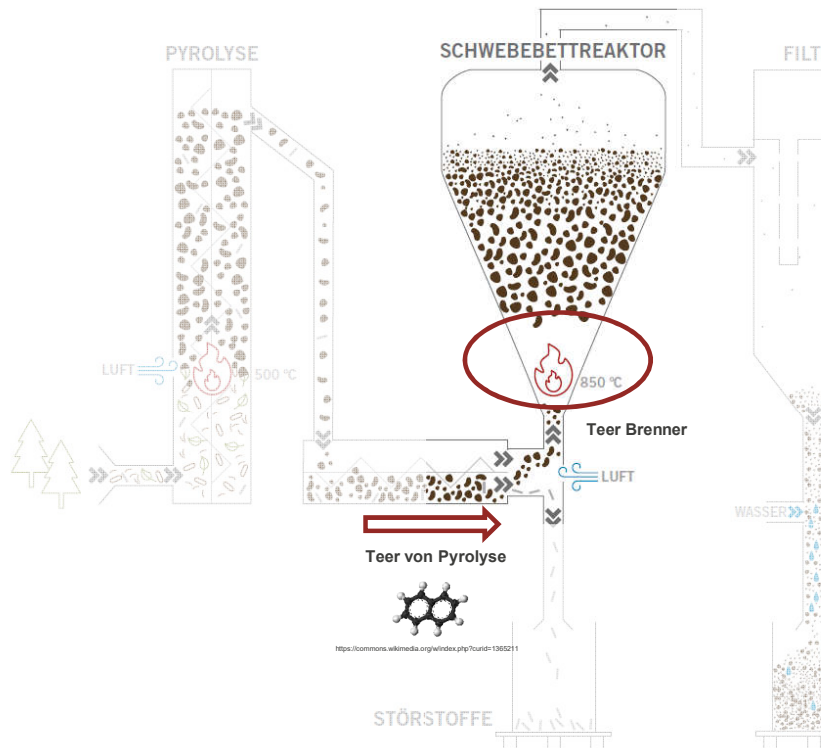 PYROLYSE
SCHWEBEBETTREAKTOR
FILT
LUFT
500 °C
850 °C
Teer Brenner
LUFT
WASSER
Teer von Pyrolyse
https://commons.wikimedia.org/w/index.php?curid=1365211
STÖRSTOFFE